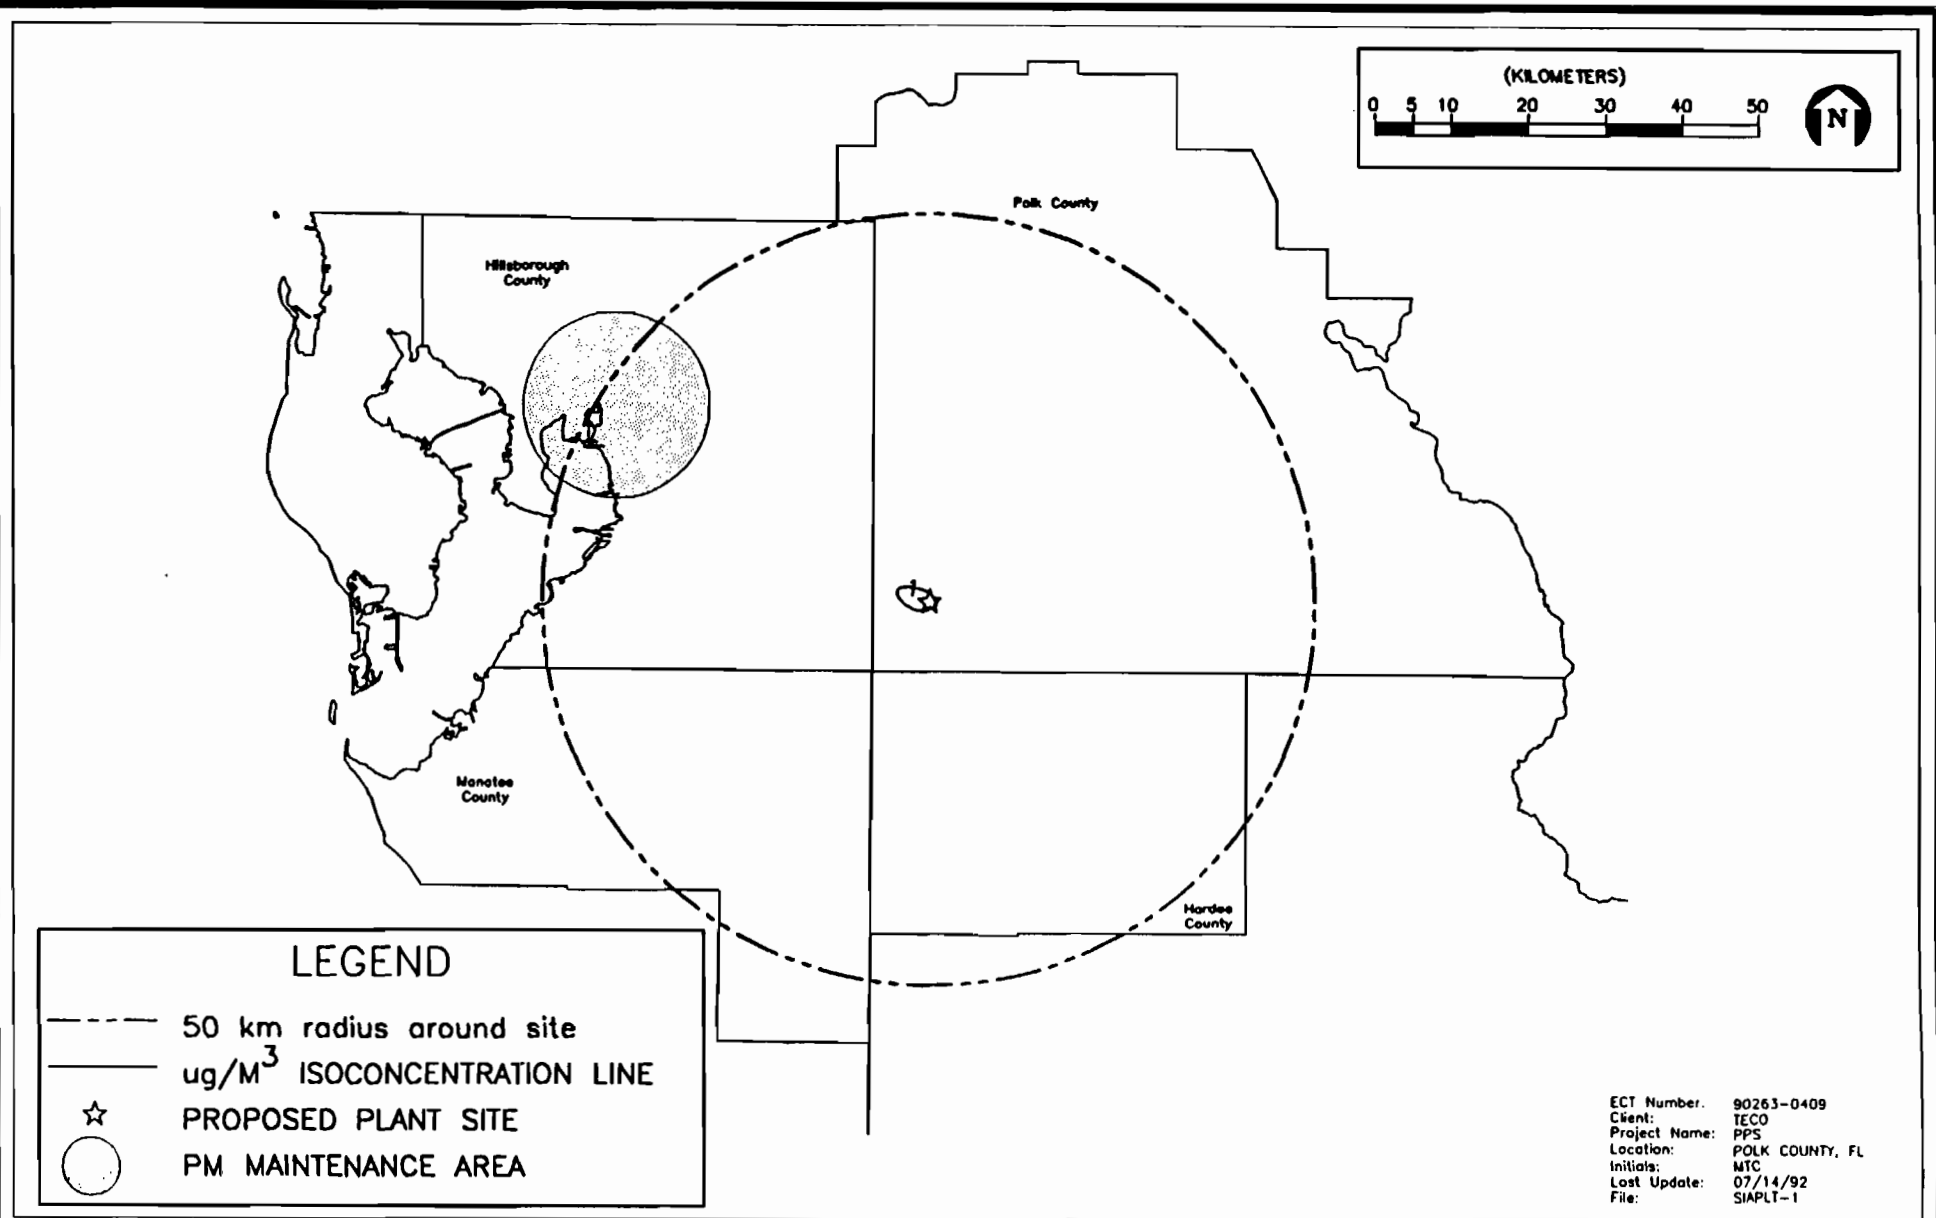 (KILOMETERS)
0 5 10 20 30 40 50
N
Polk County
Hillsborough
County
1
Manatee
County
Hardee
County
LEGEND
50 km radius around site
ug/M³ ISOCONCENTRATION LINE
PROPOSED PLANT SITE
PM MAINTENANCE AREA
ECT Number. 90263-0409
Client: TECO
Project Name: PPS
Location: POLK COUNTY, FL
Initials: MTC
Last Update: 07/14/92
File: SIAPLT-1